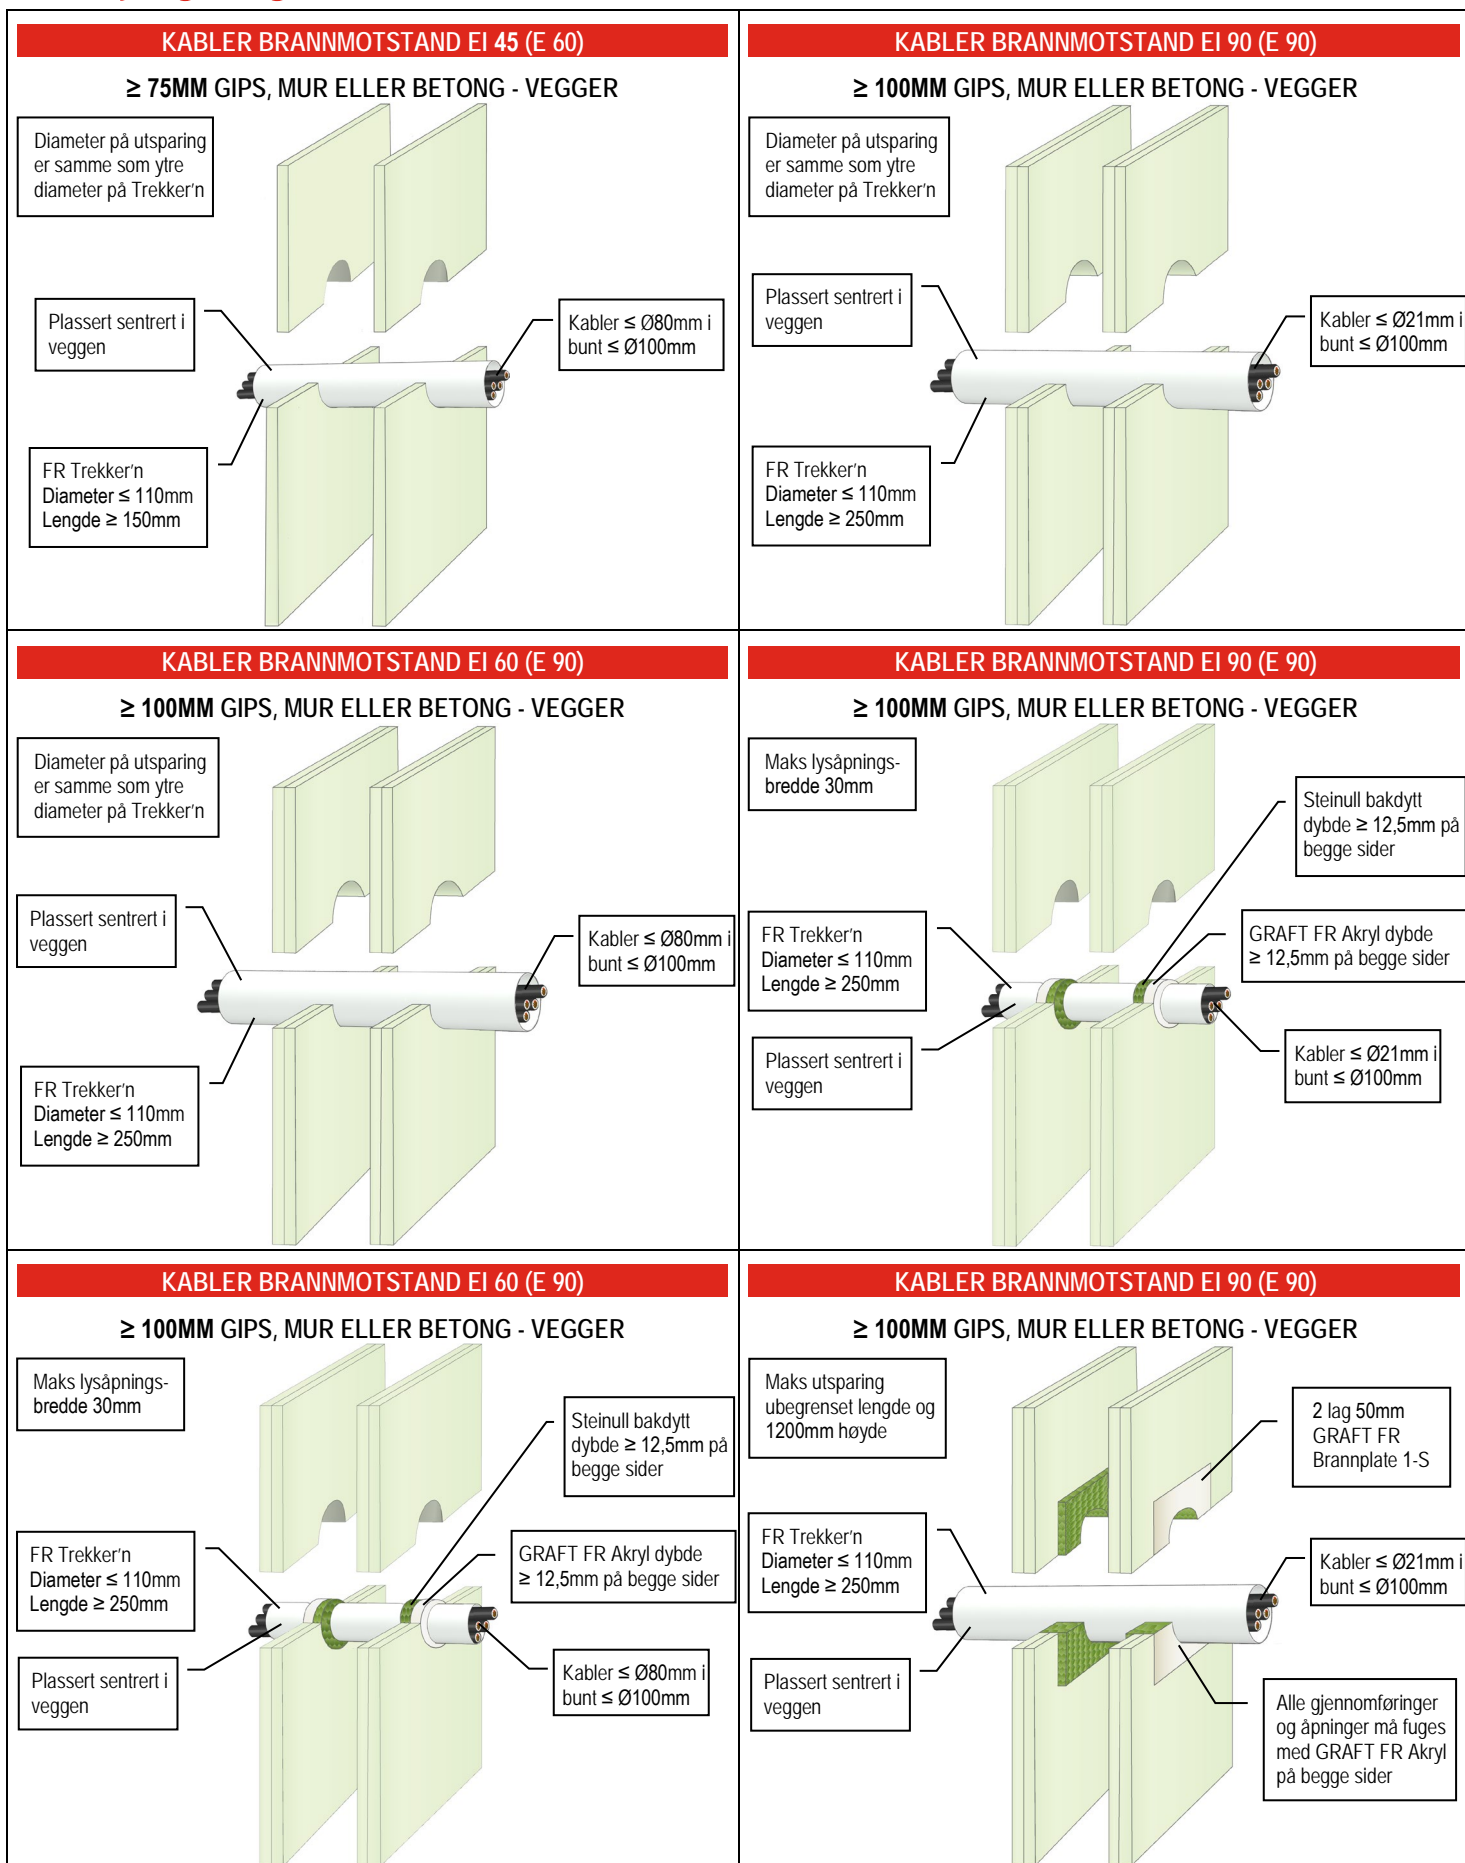 KABLER BRANNMOTSTAND EI 45 (E 60)
≥ 75MM GIPS, MUR ELLER BETONG - VEGGER
Diameter på utsparing
er samme som ytre
diameter på Trekker'n
Plassert sentrert i
veggen
Kabler ≤ Ø80mm i
bunt ≤ Ø100mm
FR Trekker'n
Diameter ≤ 110mm
Lengde ≥ 150mm
KABLER BRANNMOTSTAND EI 90 (E 90)
≥ 100MM GIPS, MUR ELLER BETONG - VEGGER
Diameter på utsparing
er samme som ytre
diameter på Trekker'n
Plassert sentrert i
veggen
Kabler ≤ Ø21mm i
bunt ≤ Ø100mm
FR Trekker'n
Diameter ≤ 110mm
Lengde ≥ 250mm
KABLER BRANNMOTSTAND EI 60 (E 90)
≥ 100MM GIPS, MUR ELLER BETONG - VEGGER
Diameter på utsparing
er samme som ytre
diameter på Trekker'n
Plassert sentrert i
veggen
Kabler ≤ Ø80mm i
bunt ≤ Ø100mm
FR Trekker'n
Diameter ≤ 110mm
Lengde ≥ 250mm
KABLER BRANNMOTSTAND EI 90 (E 90)
≥ 100MM GIPS, MUR ELLER BETONG - VEGGER
Maks lysåpnings-
bredde 30mm
Steinull bakdytt
dybde ≥ 12,5mm på
begge sider
FR Trekker'n
Diameter ≤ 110mm
Lengde ≥ 250mm
GRAFT FR Akryl dybde
≥ 12,5mm på begge sider
Plassert sentrert i
veggen
Kabler ≤ Ø21mm i
bunt ≤ Ø100mm
KABLER BRANNMOTSTAND EI 60 (E 90)
≥ 100MM GIPS, MUR ELLER BETONG - VEGGER
Maks lysåpnings-
bredde 30mm
Steinull bakdytt
dybde ≥ 12,5mm på
begge sider
FR Trekker'n
Diameter ≤ 110mm
Lengde ≥ 250mm
GRAFT FR Akryl dybde
≥ 12,5mm på begge sider
Plassert sentrert i
veggen
Kabler ≤ Ø80mm i
bunt ≤ Ø100mm
KABLER BRANNMOTSTAND EI 90 (E 90)
≥ 100MM GIPS, MUR ELLER BETONG - VEGGER
Maks utsparing
ubegrenset lengde og
1200mm høyde
2 lag 50mm
GRAFT FR
Brannplate 1-S
FR Trekker'n
Diameter ≤ 110mm
Lengde ≥ 250mm
Kabler ≤ Ø21mm i
bunt ≤ Ø100mm
Plassert sentrert i
veggen
Alle gjennomføringer
og åpninger må fuges
med GRAFT FR Akryl
på begge sider